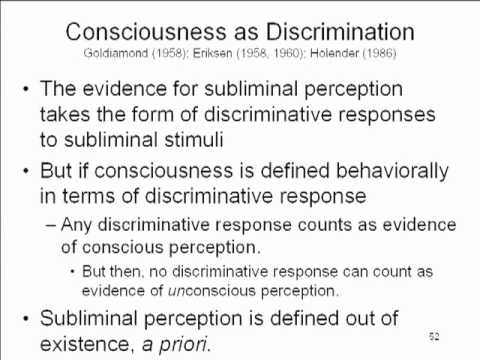 Consciousness as Discrimination
Goldiamond (1958); Eriksen (1958, 1960); Holender (1986)
• The evidence for subliminal perception
takes the form of discriminative responses
to subliminal stimuli
• But if consciousness is defined behaviorally
in terms of discriminative response
– Any discriminative response counts as evidence
of conscious perception.
• But then, no discriminative response can count as
evidence of unconscious perception.
• Subliminal perception is defined out of
existence, a priori.
52